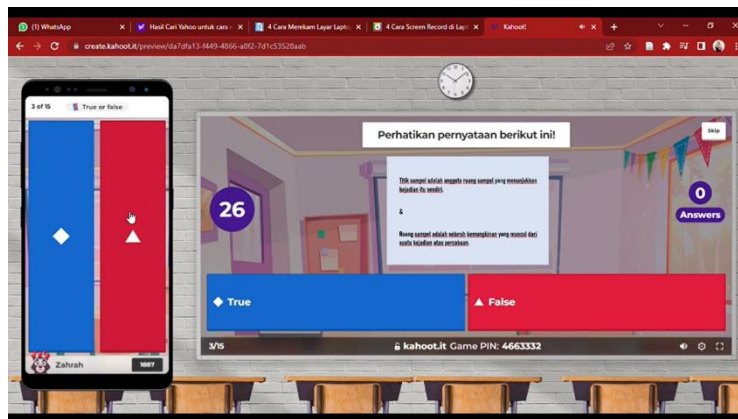 (1) WhatsApp
Hasil Cari Yahoo untuk cara
4 Cara Merekam Layar Lapto
4 Cara Screen Record di Lap
Kahoot!
create.kahoot.it/preview/da7dfa13-f449-4866-a8f2-7d1c53528aab
3 of 15
True or false
Perhatikan pernyataan berikut ini!
Skip
Titik sampel adalah anggota ruang sampel yang menunjukkan
kejadian itu sendiri.
&
Ruang sampel adalah seluruh kemungkinan yang muncul dari
suatu kejadian atau percobaan
26
0
Answers
True
False
3/15
kahoot.it Game PIN: 4663332
Zahrah
1887